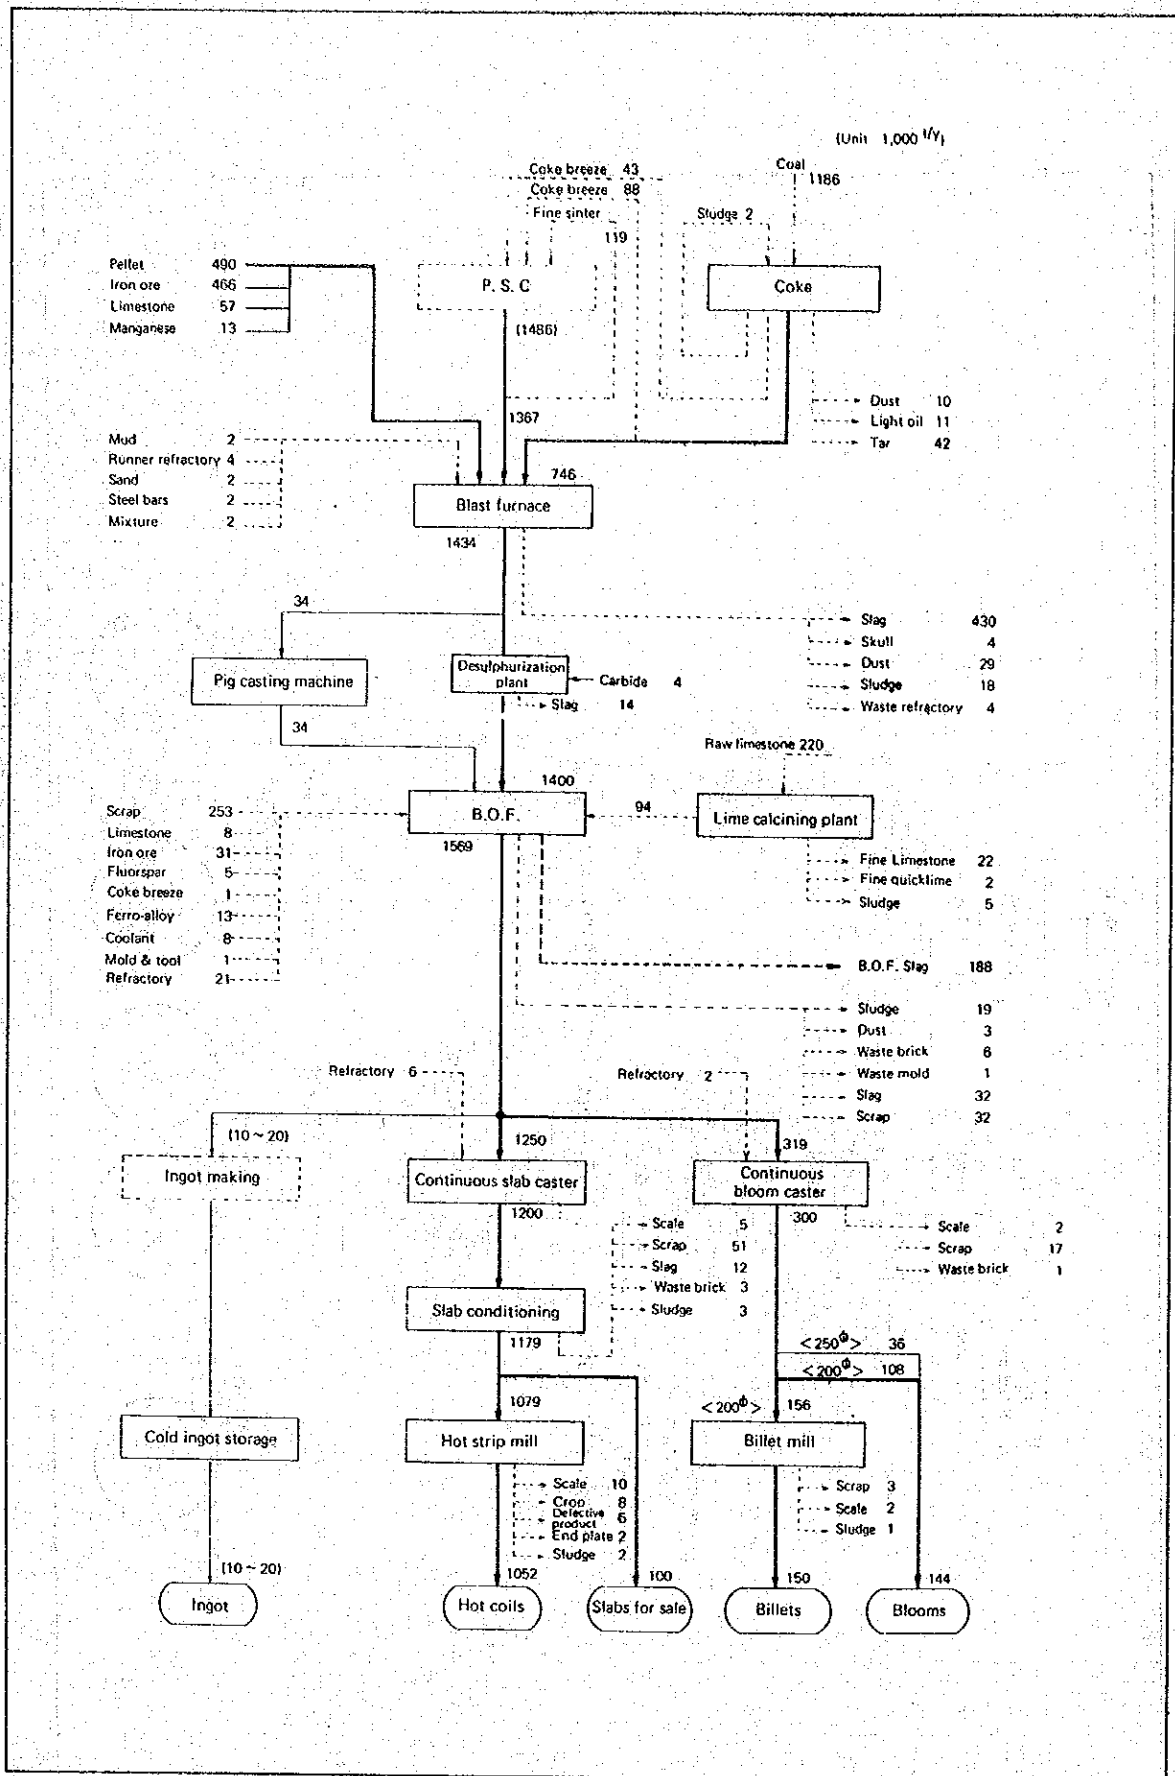 (Unit 1,000 t/y)
Coke breeze 43
Coke breeze 88
Fine sinter
119
Coal
1186
Sludge 2
Pellet 490
Iron ore 466
Limestone 57
Manganese 13
P. S. C
Coke
(1486)
1367
Dust 10
Light oil 11
Tar 42
Mud 2
Runner refractory 4
Sand 2
Steel bars 2
Mixture 2
746
Blast furnace
1434
34
Slag 430
Skull 4
Dust 29
Sludge 18
Waste refractory 4
Pig casting machine
Desulphurization
plant
Carbide 4
Slag 14
34
Raw limestone 220
1400
Scrap 253
Limestone 8
Iron ore 31
Fluorspar 5
Coke breeze 1
Ferro-alloy 13
Coolant 8
Mold & tool 1
Refractory 21
B.O.F.
94
Lime calcining plant
1569
Fine Limestone 22
Fine quicklime 2
Sludge 5
B.O.F. Slag 188
Sludge 19
Dust 3
Waste brick 6
Waste mold 1
Slag 32
Scrap 32
Refractory 6
Refractory 2
(10~20)
1250
319
Ingot making
Continuous slab caster
Continuous
bloom caster
1200
300
Scale 5
Scrap 51
Slag 12
Waste brick 3
Sludge 3
Scale 2
Scrap 17
Waste brick 1
Slab conditioning
1179
<250Φ> 36
<200Φ> 108
1079
<200Φ> 156
Cold ingot storage
Hot strip mill
Billet mill
Scale 10
Crop 8
Defective
product 6
End plate 2
Sludge 2
Scrap 3
Scale 2
Sludge 1
(10~20)
1052
100
150
144
Ingot
Hot coils
Slabs for sale
Billets
Blooms